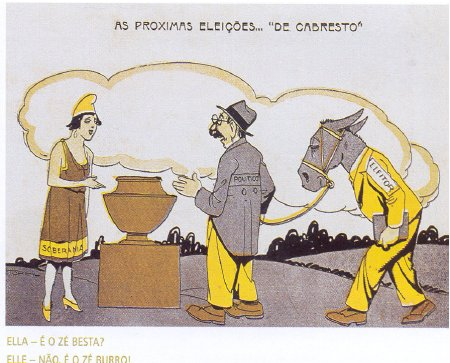 AS PROXIMAS ELEIÇÕES... "DE CABRESTO"
SOBERANIA
POLITICO
ELEITOR
ELLA – É O ZÉ BESTA?
ELLE – NÃO, É O ZÉ BURRO!